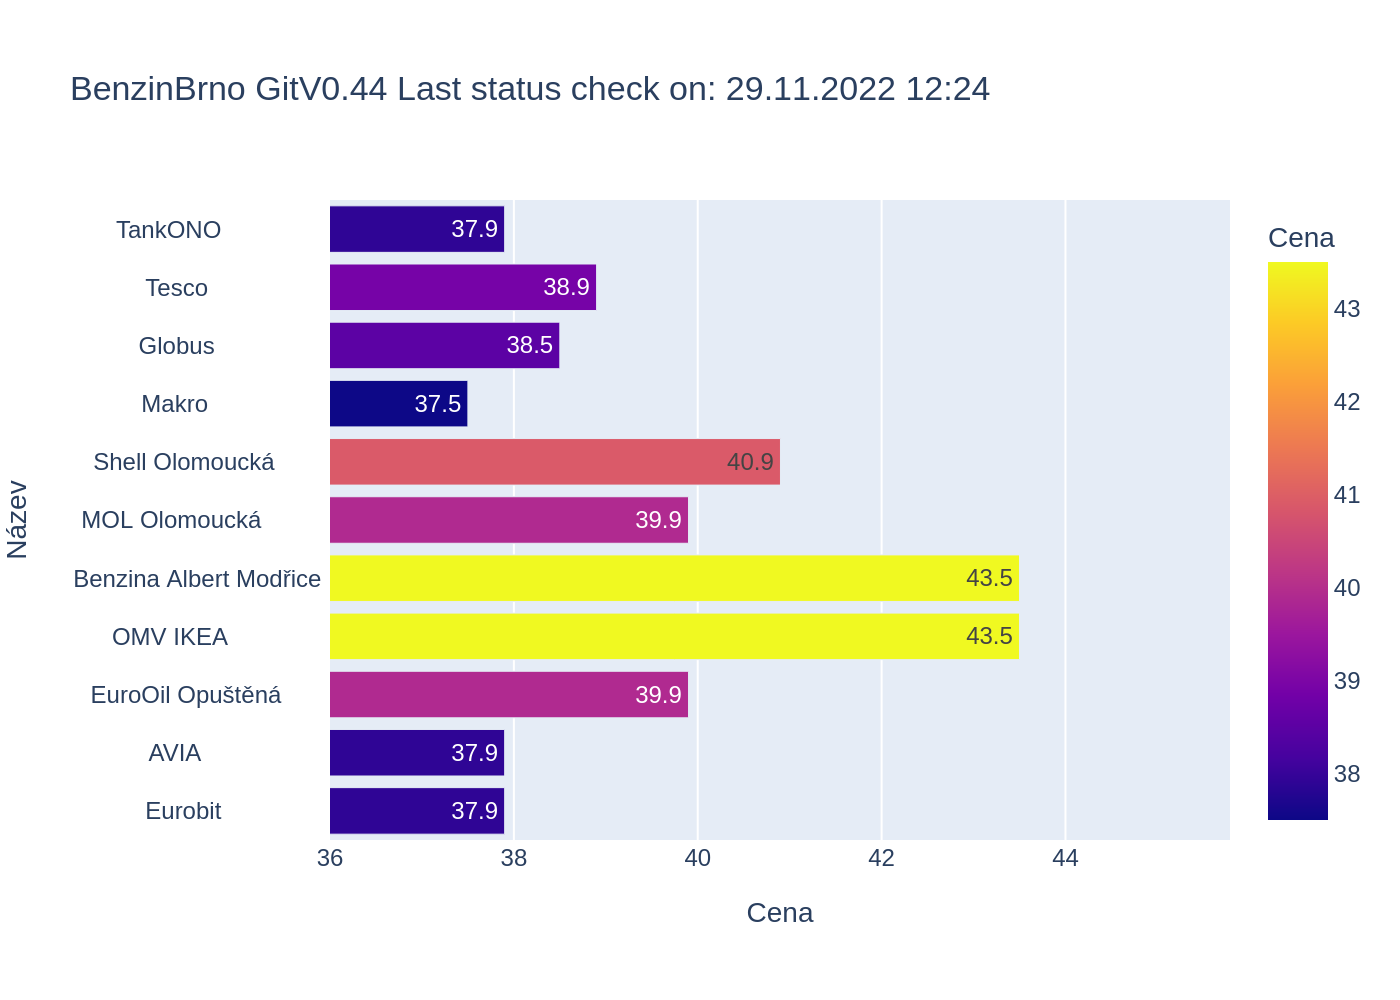 BenzinBrno GitV0.44 Last status check on: 29.11.2022 12:24
Název
TankONO 37.9
Tesco 38.9
Globus 38.5
Makro 37.5
Shell Olomoucká 40.9
MOL Olomoucká 39.9
Benzina Albert Modřice 43.5
OMV IKEA 43.5
EuroOil Opuštěná 39.9
AVIA 37.9
Eurobit 37.9
36 38 40 42 44
Cena
Cena
43
42
41
40
39
38